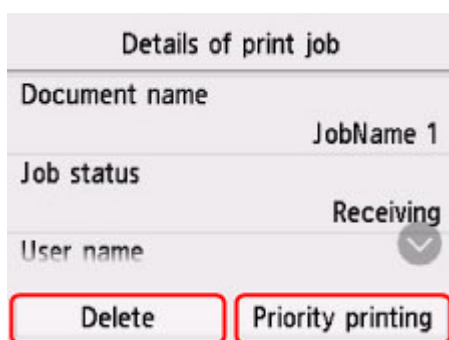 Details of print job
Document name
JobName 1
Job status
Receiving
User name
Delete
Priority printing